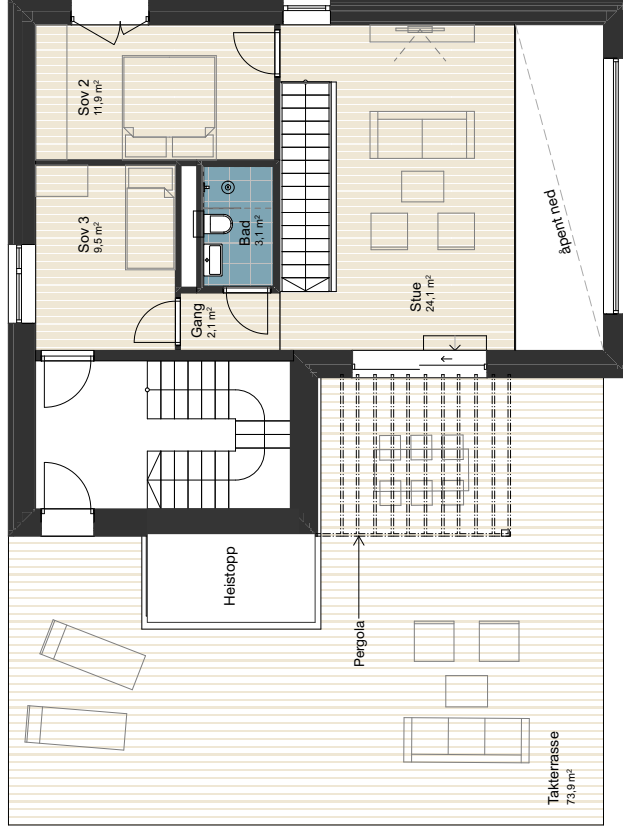 Sov 2
11,9 m²
Sov 3
9,5 m²
Bad
3,1 m²
Gang
2,1 m²
Stue
24,1 m²
åpent ned
Heistopp
Pergola
Takterrasse
73,9 m²